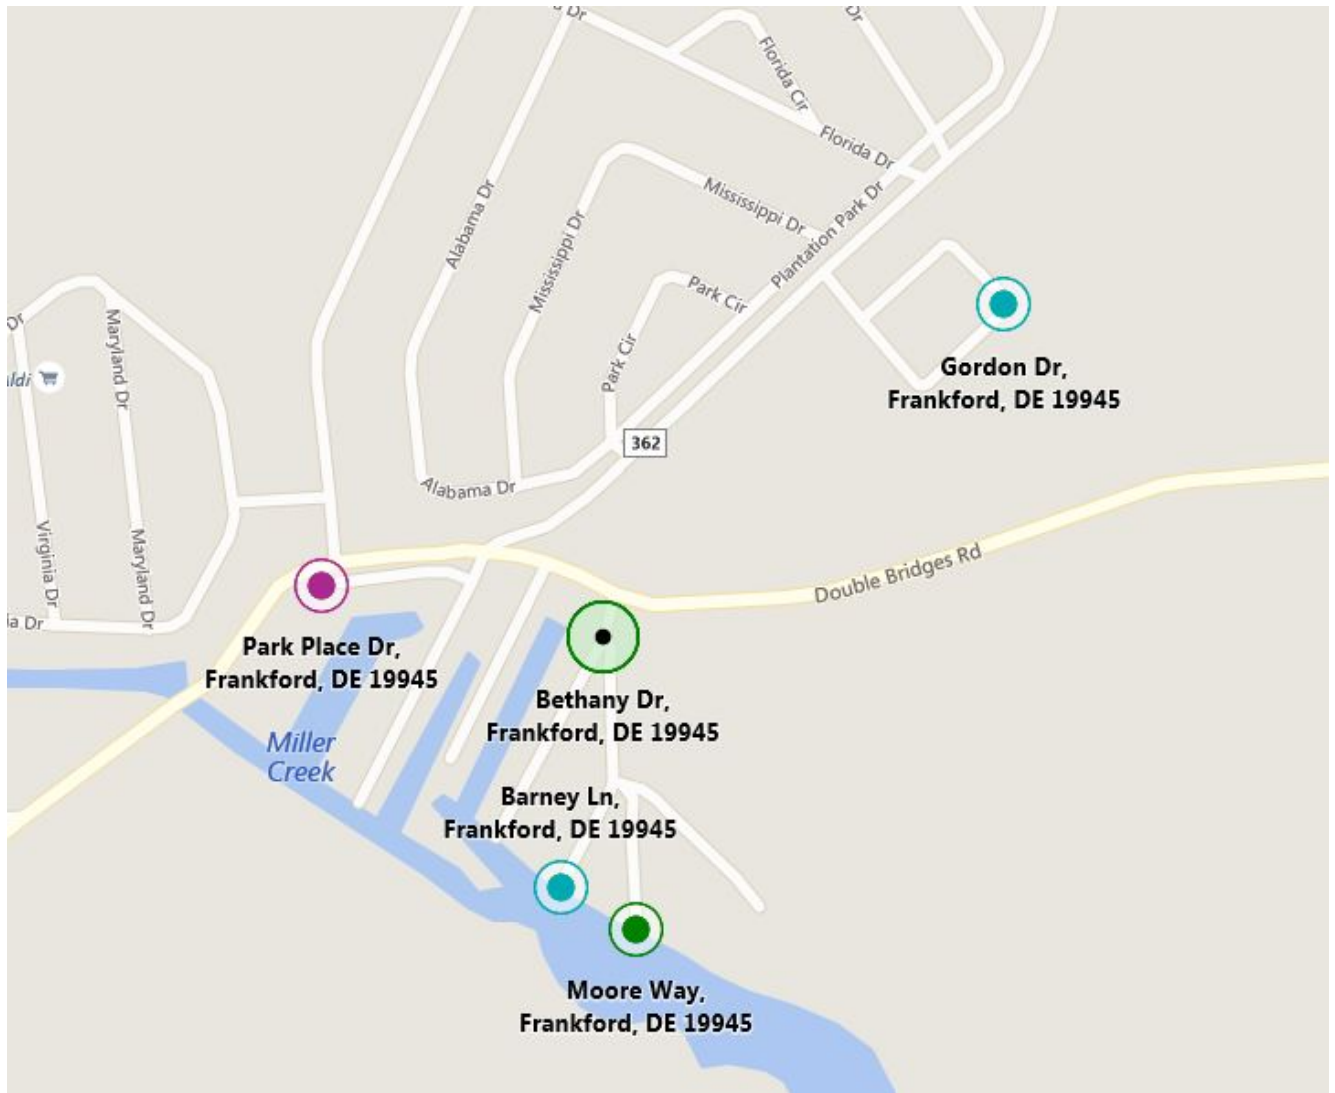 Dr
Dr
Florida Cir
Florida Dr
Alabama Dr
Mississippi Dr
Mississippi Dr
Plantation Park Dr
Park Cir
Park Cir
Dr
Maryland Dr
Gordon Dr,
Frankford, DE 19945
362
Alabama Dr
Virginia Dr
Maryland Dr
Double Bridges Rd
Dr
Park Place Dr,
Frankford, DE 19945
Bethany Dr,
Frankford, DE 19945
Miller
Creek
Barney Ln,
Frankford, DE 19945
Moore Way,
Frankford, DE 19945